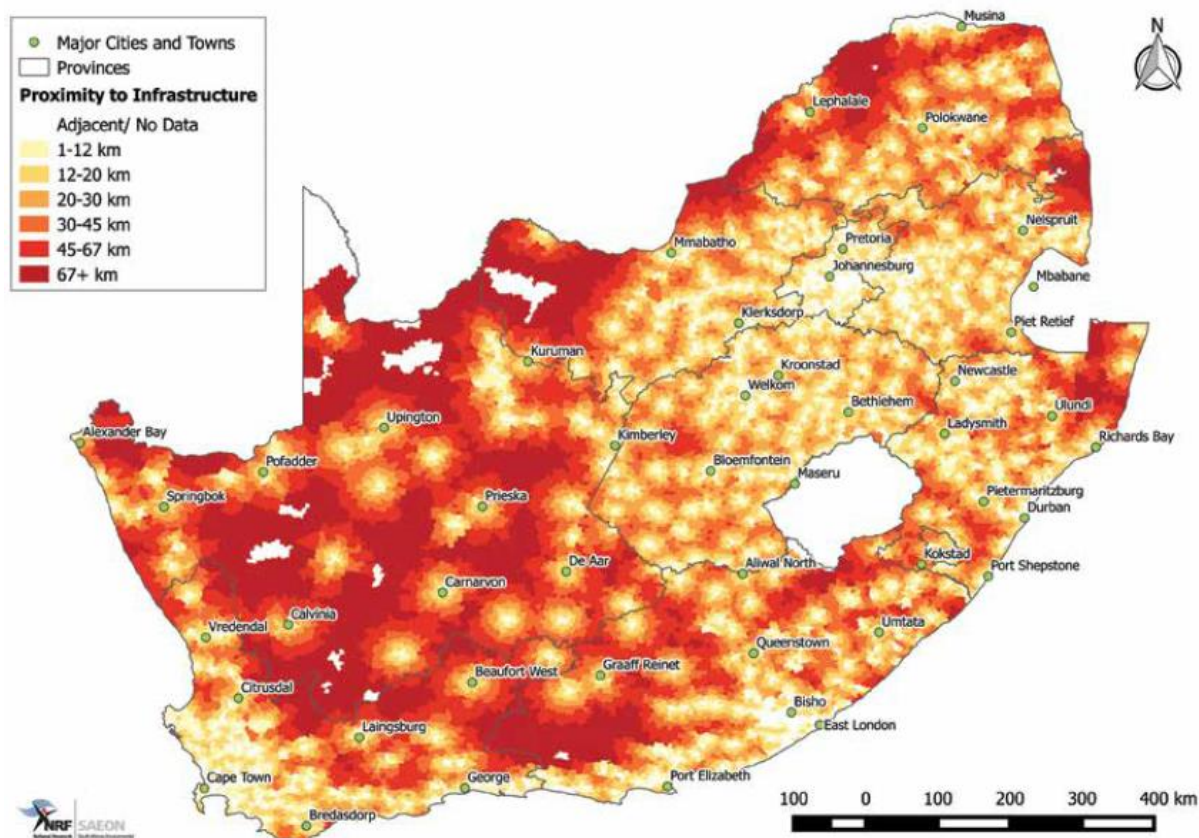 Major Cities and Towns
Provinces
Proximity to Infrastructure
Adjacent/ No Data
1-12 km
12-20 km
20-30 km
30-45 km
45-67 km
67+ km
N
Musina
Lephalale
Polokwane
Nelspruit
Mmabatho
Pretoria
Johannesburg
Mbabane
Klerksdorp
Piet Retief
Kuruman
Kroonstad
Newcastle
Welkom
Bethlehem
Ulundi
Upington
Ladysmith
Alexander Bay
Kimberley
Richards Bay
Pofadder
Bloemfontein
Maseru
Springbok
Prieska
Pietermaritzburg
Durban
De Aar
Aliwal North
Kokstad
Port Shepstone
Carnarvon
Calvinia
Vredendal
Umtata
Queenstown
Beaufort West
Graaff Reinet
Citrusdal
Bisho
East London
Laingsburg
Cape Town
George
Port Elizabeth
Bredasdorp
100 0 100 200 300 400 km
NRF SAEON